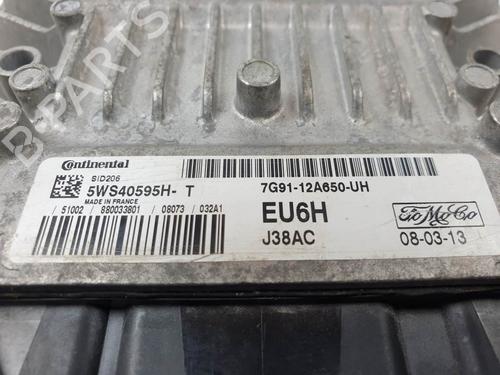 B-PARTS
Continental
SID206
5WS40595H- T
MADE IN FRANCE
/ 51002 / 880033801 / 08073 / 032A1
7G91-12A650-UH
EU6H
J38AC
FoMoCo
08-03-13